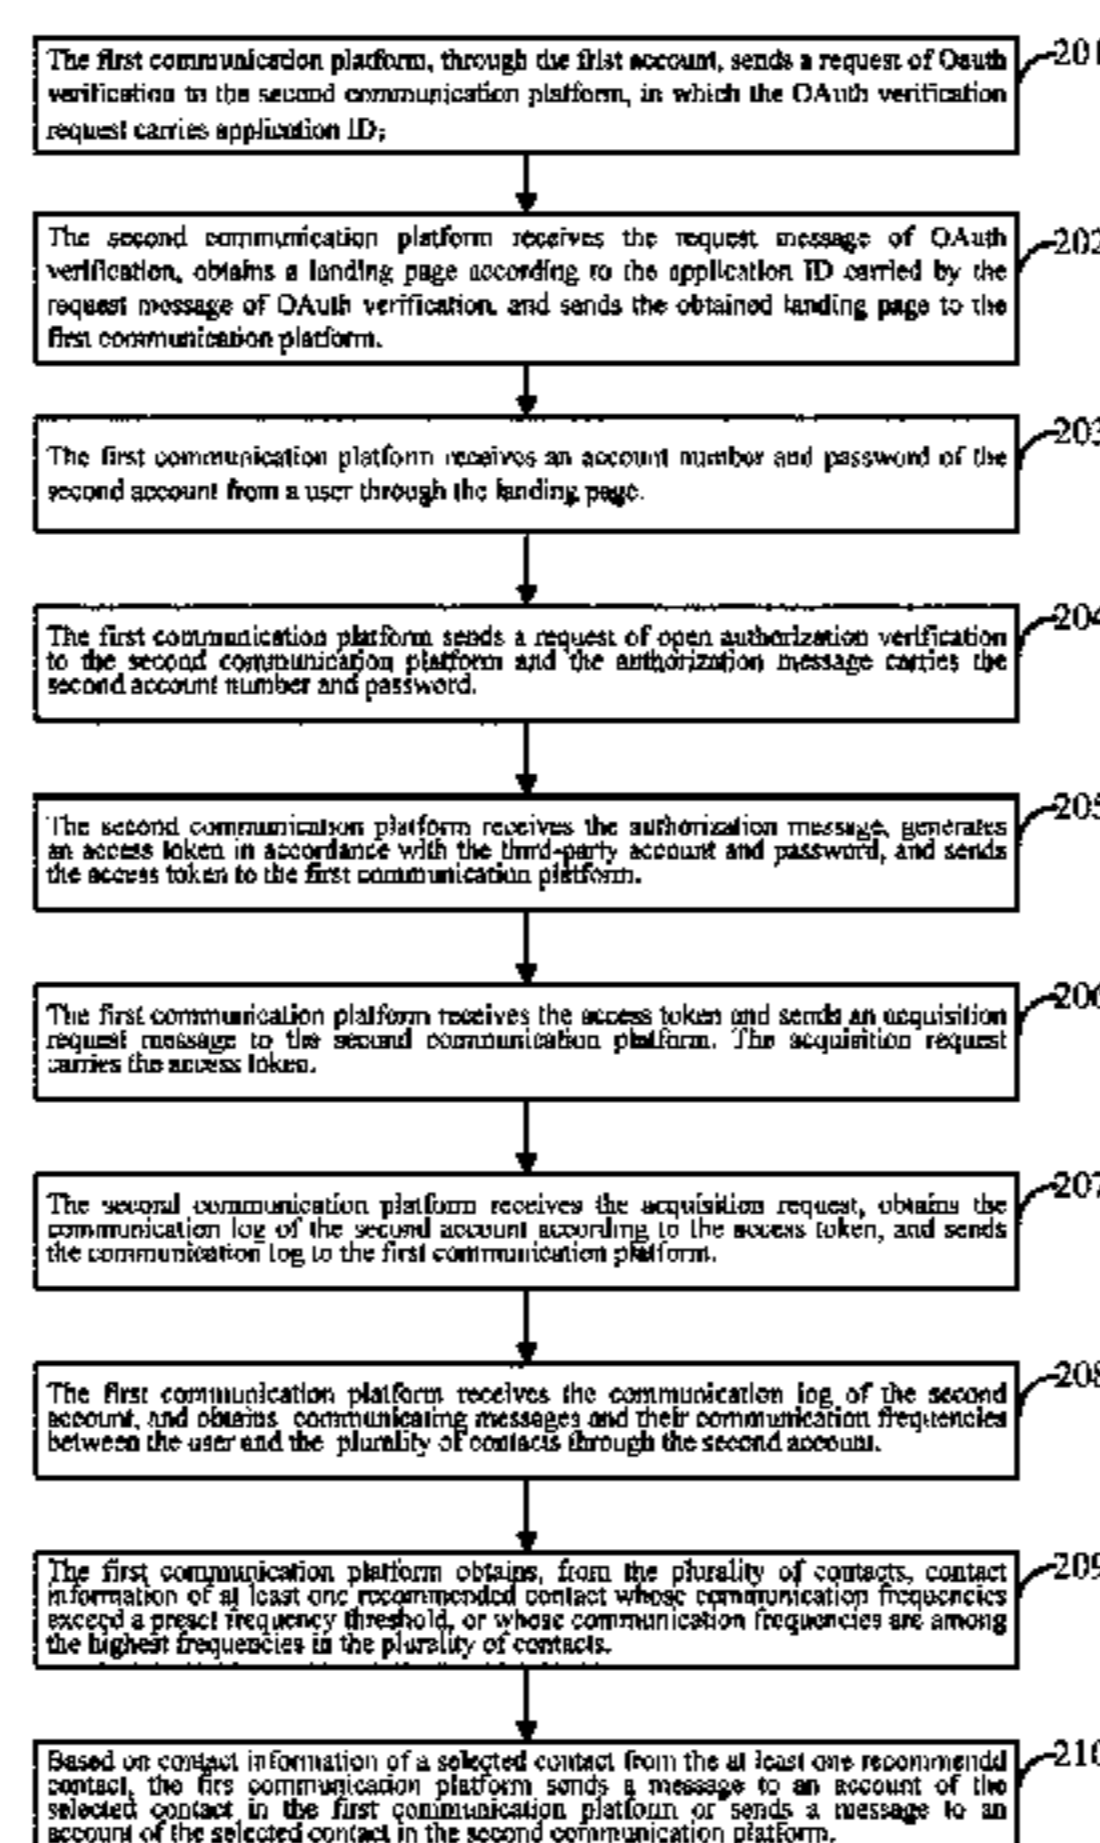 The first communication platform, through the frist account, sends a request of Oauth
verification to the second communication platform, in which the OAuth verification
request carries application ID;
201
The second communication platform receives the request message of OAuth
verification, obtains a landing page according to the application ID carried by the
request message of OAuth verification, and sends the obtained landing page to the
first communication platform.
202
The first communication platform receives an account number and password of the
second account from a user through the landing page.
203
The first communication platform sends a request of open authorization verification
to the second communication platform and the authorization message carries the
second account number and password.
204
The second communication platform receives the authorization message, generates
an access token in accordance with the third-party account and password, and sends
the access token to the first communication platform.
205
The first communication platform receives the access token and sends an acquisition
request message to the second communication platform. The acquisition request
carries the access token.
206
The second communication platform receives the acquisition request, obtains the
communication log of the second account according to the access token, and sends
the communication log to the first communication platform.
207
The first communication platform receives the communication log of the second
account, and obtains communicating messages and their communication frequencies
between the user and the plurality of contacts through the second account.
208
The first communication platform obtains, from the plurality of contacts, contact
information of at least one recommended contact whose communication frequencies
exceed a preset frequency threshold, or whose communication frequencies are among
the highest frequencies in the plurality of contacts.
209
Based on contact information of a selected contact from the at least one recommendd
contact, the firs communication platform sends a message to an account of the
selected contact in the first communication platform or sends a message to an
account of the selected contact in the second communication platform.
210